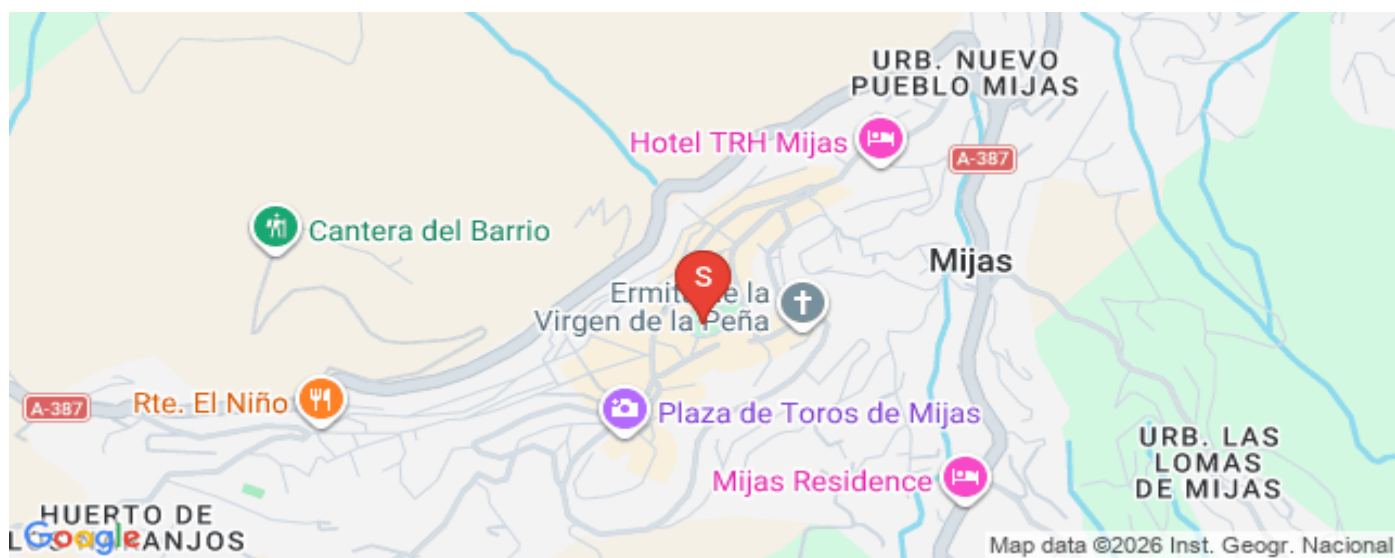 URB. NUEVO
PUEBLO MIJAS
Hotel TRH Mijas
A-387
Cantera del Barrio
Mijas
S
Ermita de la
Virgen de la Peña
A-387
Rte. El Niño
Plaza de Toros de Mijas
URB. LAS
LOMAS
DE MIJAS
Mijas Residence
HUERTO DE
Google
Map data ©2026 Inst. Geogr. Nacional